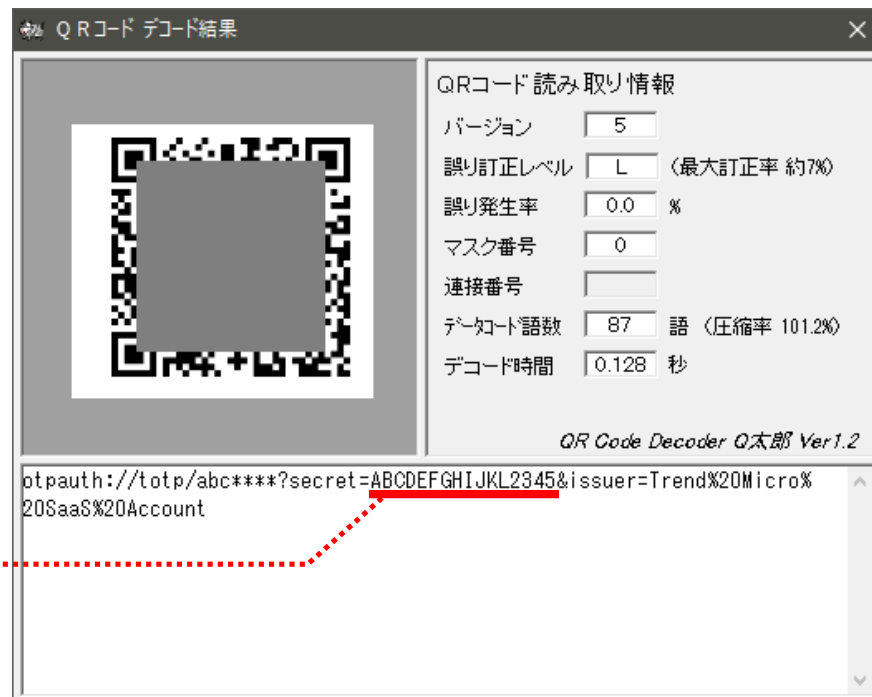 QRコード デコード結果
QRコード 読み取り情報
バージョン 5
誤り訂正レベル L (最大訂正率 約7%)
誤り発生率 0.0 %
マスク番号 0
連接番号
データコード語数 87 語 (圧縮率 101.2%)
デコード時間 0.128 秒
QR Code Decoder Q太郎 Ver1.2
otpauth://totp/abc****?secret=ABCDEFGHIJKL2345&issuer=Trend%20Micro%
20SaaS%20Account